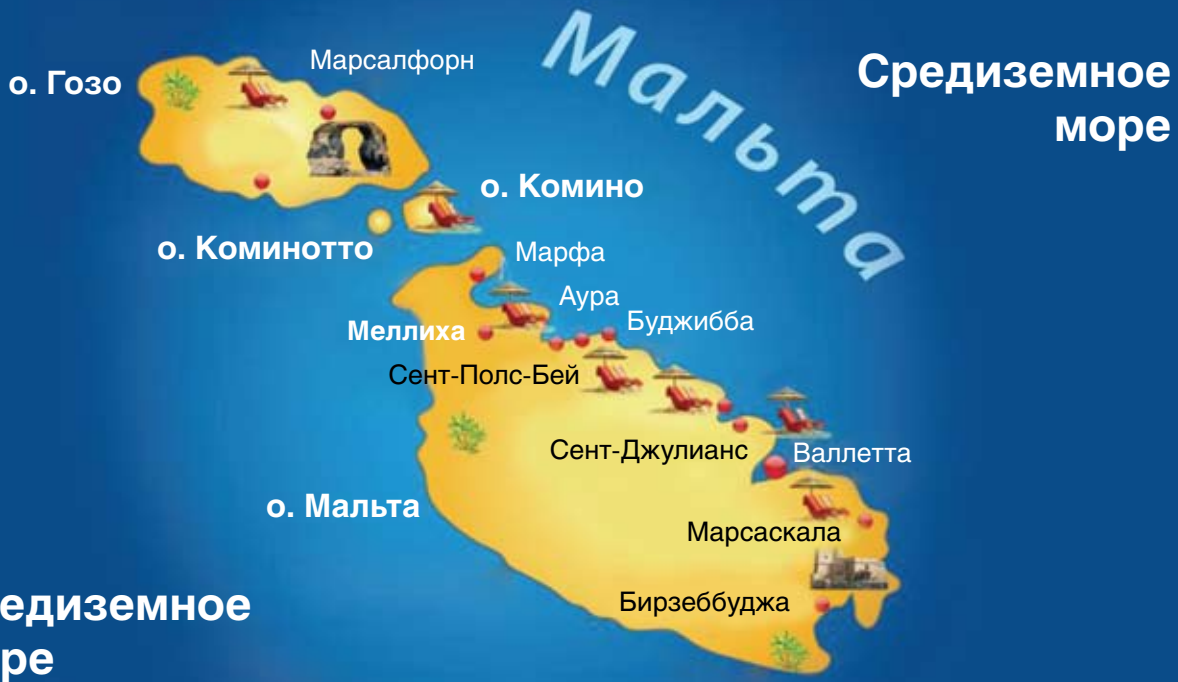 Мальта
Средиземное
море
о. Гозо
Марсалфорн
о. Комино
о. Коминотто
Марфа
Аура
Буджибба
Меллиха
Сент-Полс-Бей
Сент-Джулианс
Валлетта
о. Мальта
Марсаскала
Бирзеббуджа
едиземное
ре